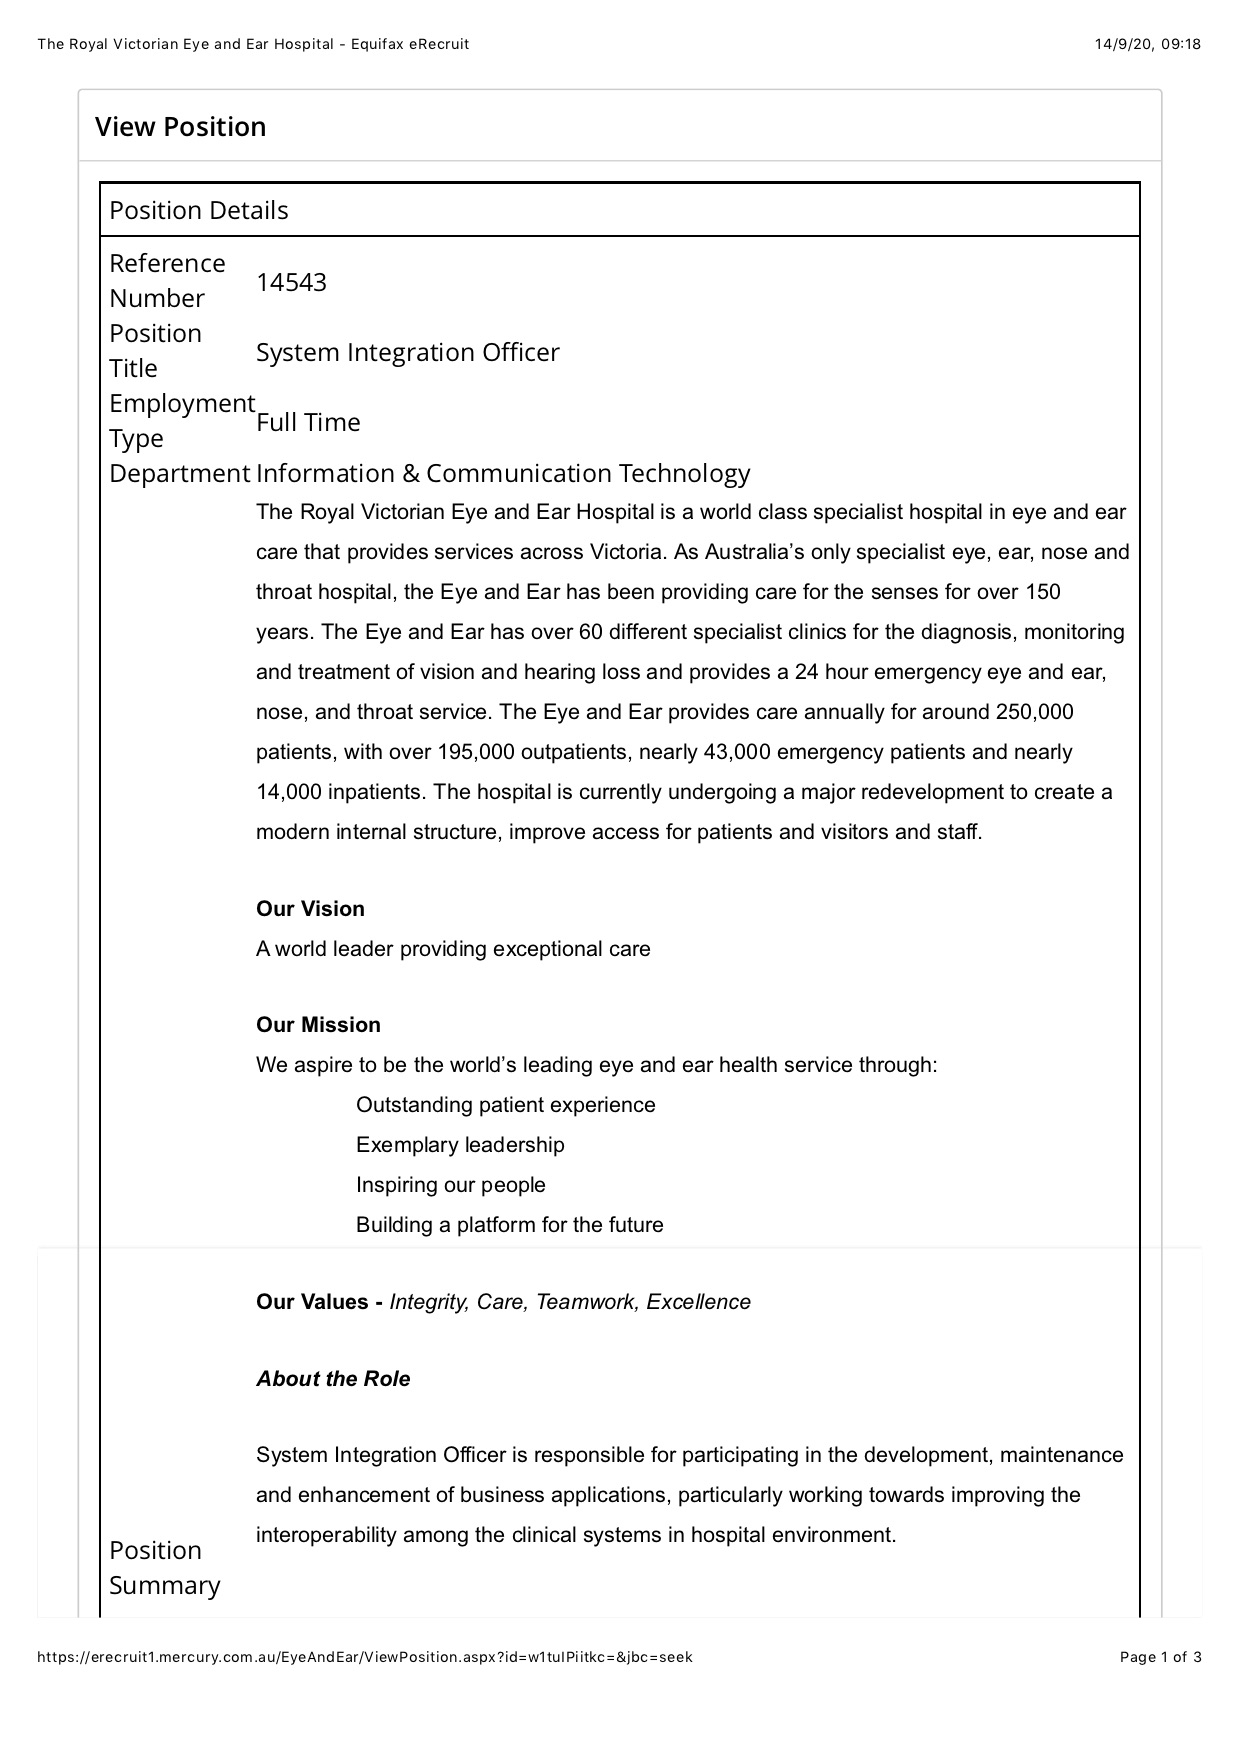 The Royal Victorian Eye and Ear Hospital - Equifax eRecruit
14/9/20, 09:18
View Position
Position Details
Reference
Number
14543
Position
Title
System Integration Officer
Employment
Type
Full Time
Department Information & Communication Technology
The Royal Victorian Eye and Ear Hospital is a world class specialist hospital in eye and ear
care that provides services across Victoria. As Australia’s only specialist eye, ear, nose and
throat hospital, the Eye and Ear has been providing care for the senses for over 150
years. The Eye and Ear has over 60 different specialist clinics for the diagnosis, monitoring
and treatment of vision and hearing loss and provides a 24 hour emergency eye and ear,
nose, and throat service. The Eye and Ear provides care annually for around 250,000
patients, with over 195,000 outpatients, nearly 43,000 emergency patients and nearly
14,000 inpatients. The hospital is currently undergoing a major redevelopment to create a
modern internal structure, improve access for patients and visitors and staff.
Our Vision
A world leader providing exceptional care
Our Mission
We aspire to be the world’s leading eye and ear health service through:
Outstanding patient experience
Exemplary leadership
Inspiring our people
Building a platform for the future
Our Values - Integrity, Care, Teamwork, Excellence
About the Role
System Integration Officer is responsible for participating in the development, maintenance
and enhancement of business applications, particularly working towards improving the
interoperability among the clinical systems in hospital environment.
Position
Summary
https://erecruit1.mercury.com.au/EyeAndEar/ViewPosition.aspx?id=w1tuIPiitkc=&jbc=seek
Page 1 of 3